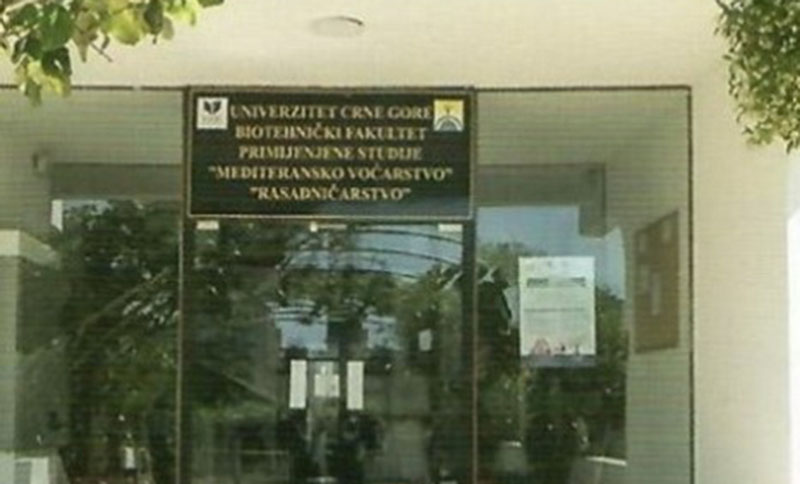 UNIVERZITET CRNE GORE
BIOTEHNIČKI FAKULTET
PRIMIJENJENE STUDIJE
"MEDITERANSKO VOĆARSTVO"
"RASADNIČARSTVO"